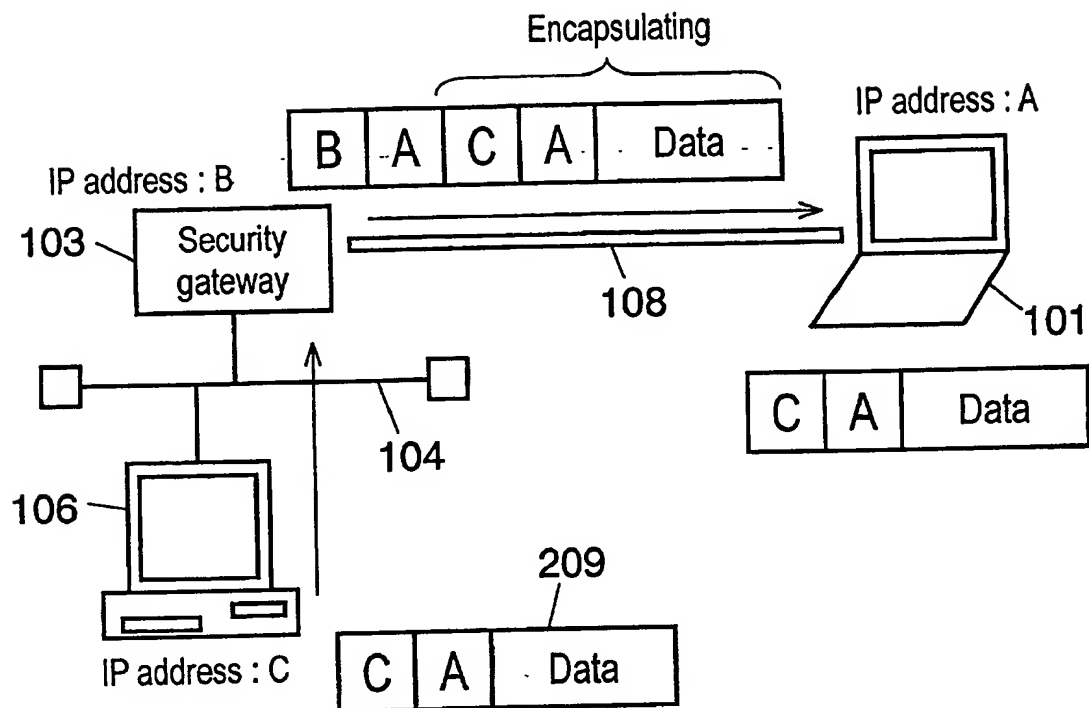 Encapsulating
B A C A Data
IP address : A
IP address : B
103
Security
gateway
108
101
C A Data
104
106
209
C A Data
IP address : C